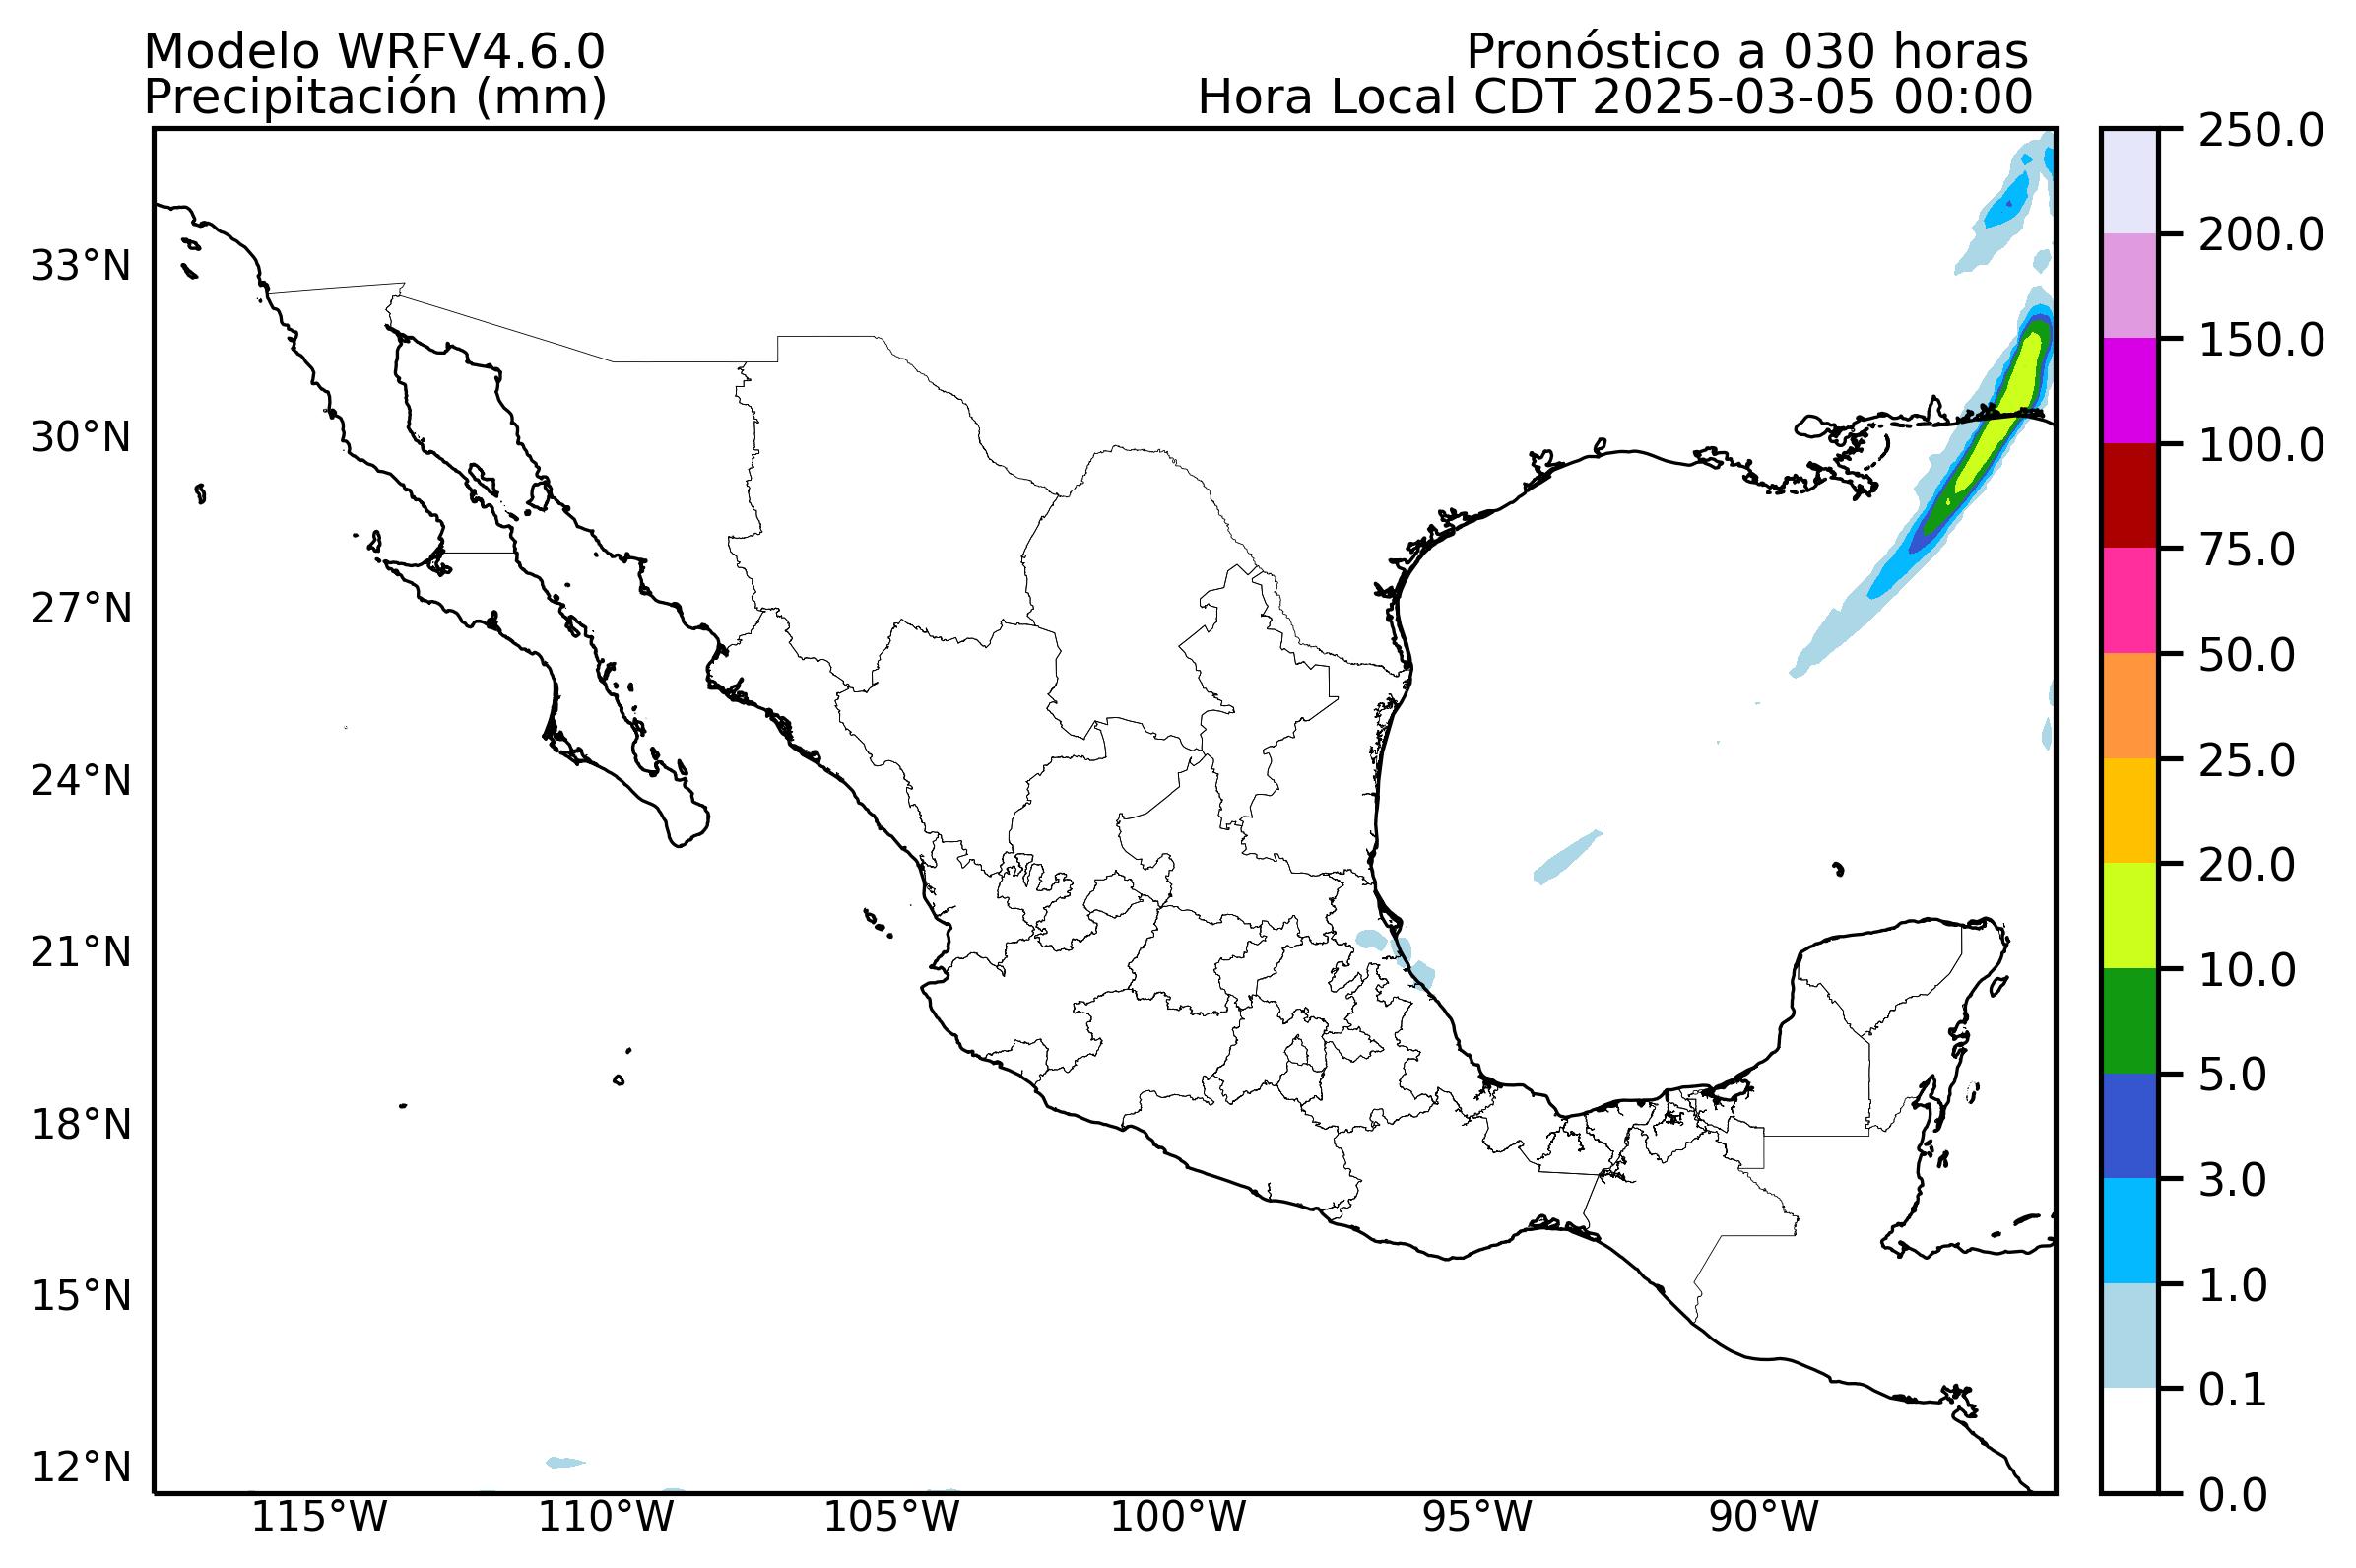 Modelo WRFV4.6.0
Precipitación (mm)
Pronóstico a 030 horas
Hora Local CDT 2025-03-05 00:00
33°N
30°N
27°N
24°N
21°N
18°N
15°N
12°N
115°W
110°W
105°W
100°W
95°W
90°W
250.0
200.0
150.0
100.0
75.0
50.0
25.0
20.0
10.0
5.0
3.0
1.0
0.1
0.0